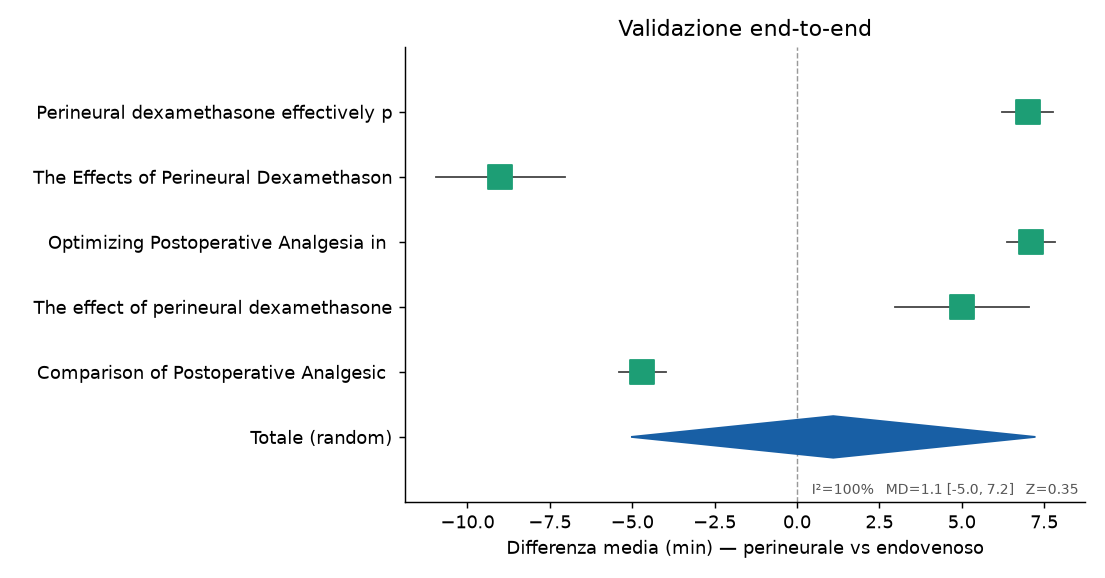 Validazione end-to-end
Perineural dexamethasone effectively p
The Effects of Perineural Dexamethason
Optimizing Postoperative Analgesia in
The effect of perineural dexamethasone
Comparison of Postoperative Analgesic
Totale (random)
I²=100% MD=1.1 [-5.0, 7.2] Z=0.35
−10.0 −7.5 −5.0 −2.5 0.0 2.5 5.0 7.5
Differenza media (min) — perineurale vs endovenoso